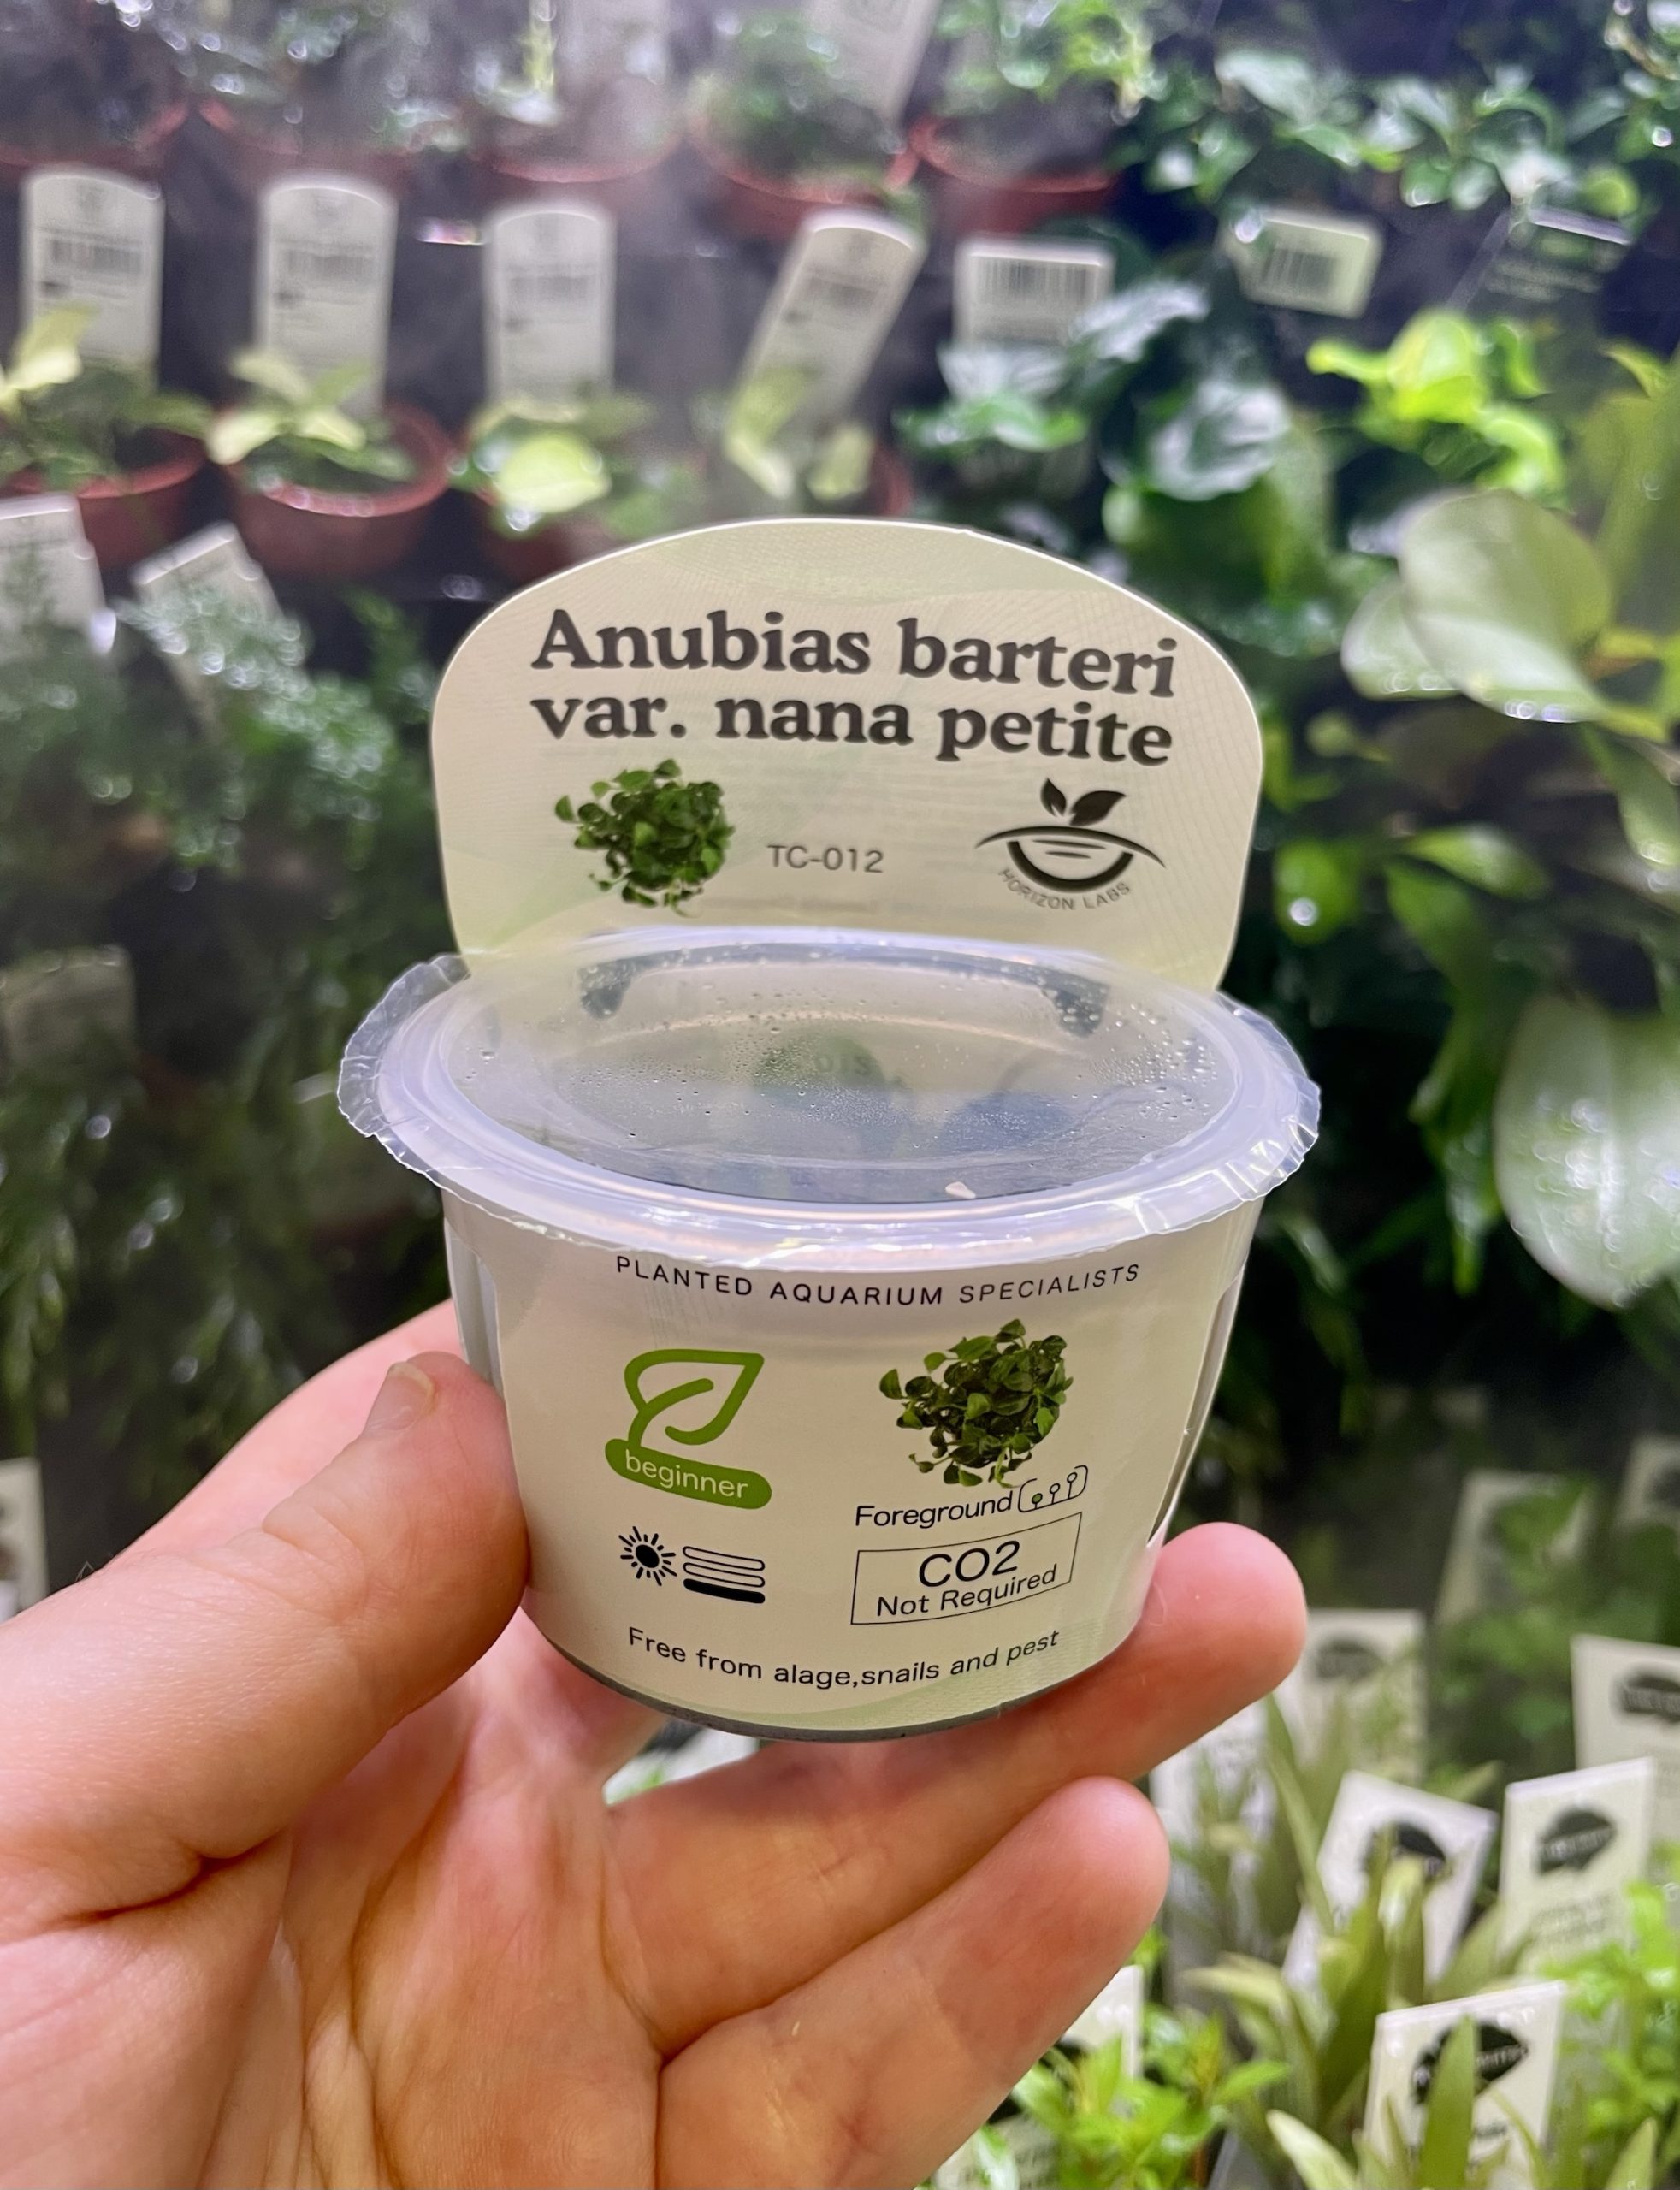 Anubias barteri
var. nana petite
TC-012
HORIZON LABS
PLANTED AQUARIUM SPECIALISTS
beginner
Foreground
CO2
Not Required
Free from alage,snails and pest